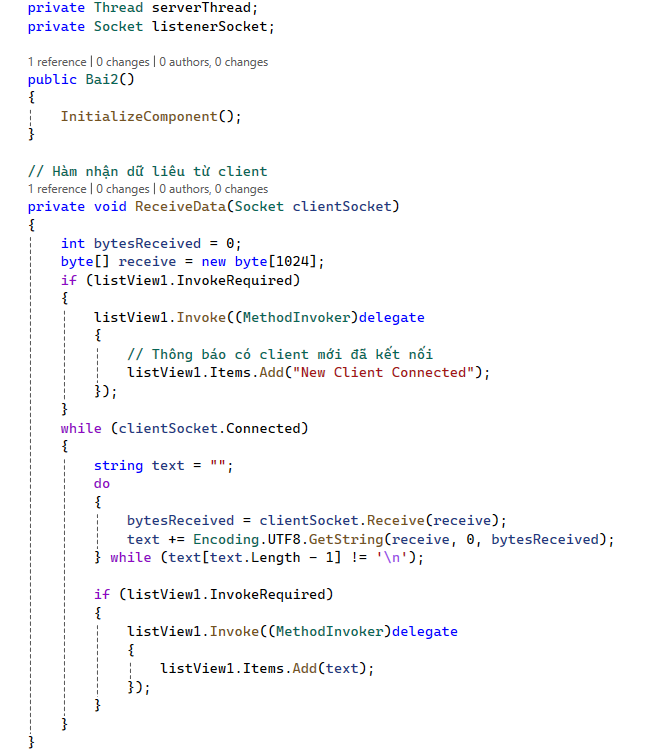 private Thread serverThread;
private Socket listenerSocket;
1 reference | 0 changes | 0 authors, 0 changes
public Bai2()
{
InitializeComponent();
}
// Hàm nhận dữ liêu từ client
1 reference | 0 changes | 0 authors, 0 changes
private void ReceiveData(Socket clientSocket)
{
int bytesReceived = 0;
byte[] receive = new byte[1024];
if (listView1.InvokeRequired)
{
listView1.Invoke((MethodInvoker)delegate
{
// Thông báo có client mới đã kết nối
listView1.Items.Add("New Client Connected");
});
}
while (clientSocket.Connected)
{
string text = "";
do
{
bytesReceived = clientSocket.Receive(receive);
text += Encoding.UTF8.GetString(receive, 0, bytesReceived);
} while (text[text.Length - 1] != '\n');
if (listView1.InvokeRequired)
{
listView1.Invoke((MethodInvoker)delegate
{
listView1.Items.Add(text);
});
}
}
}